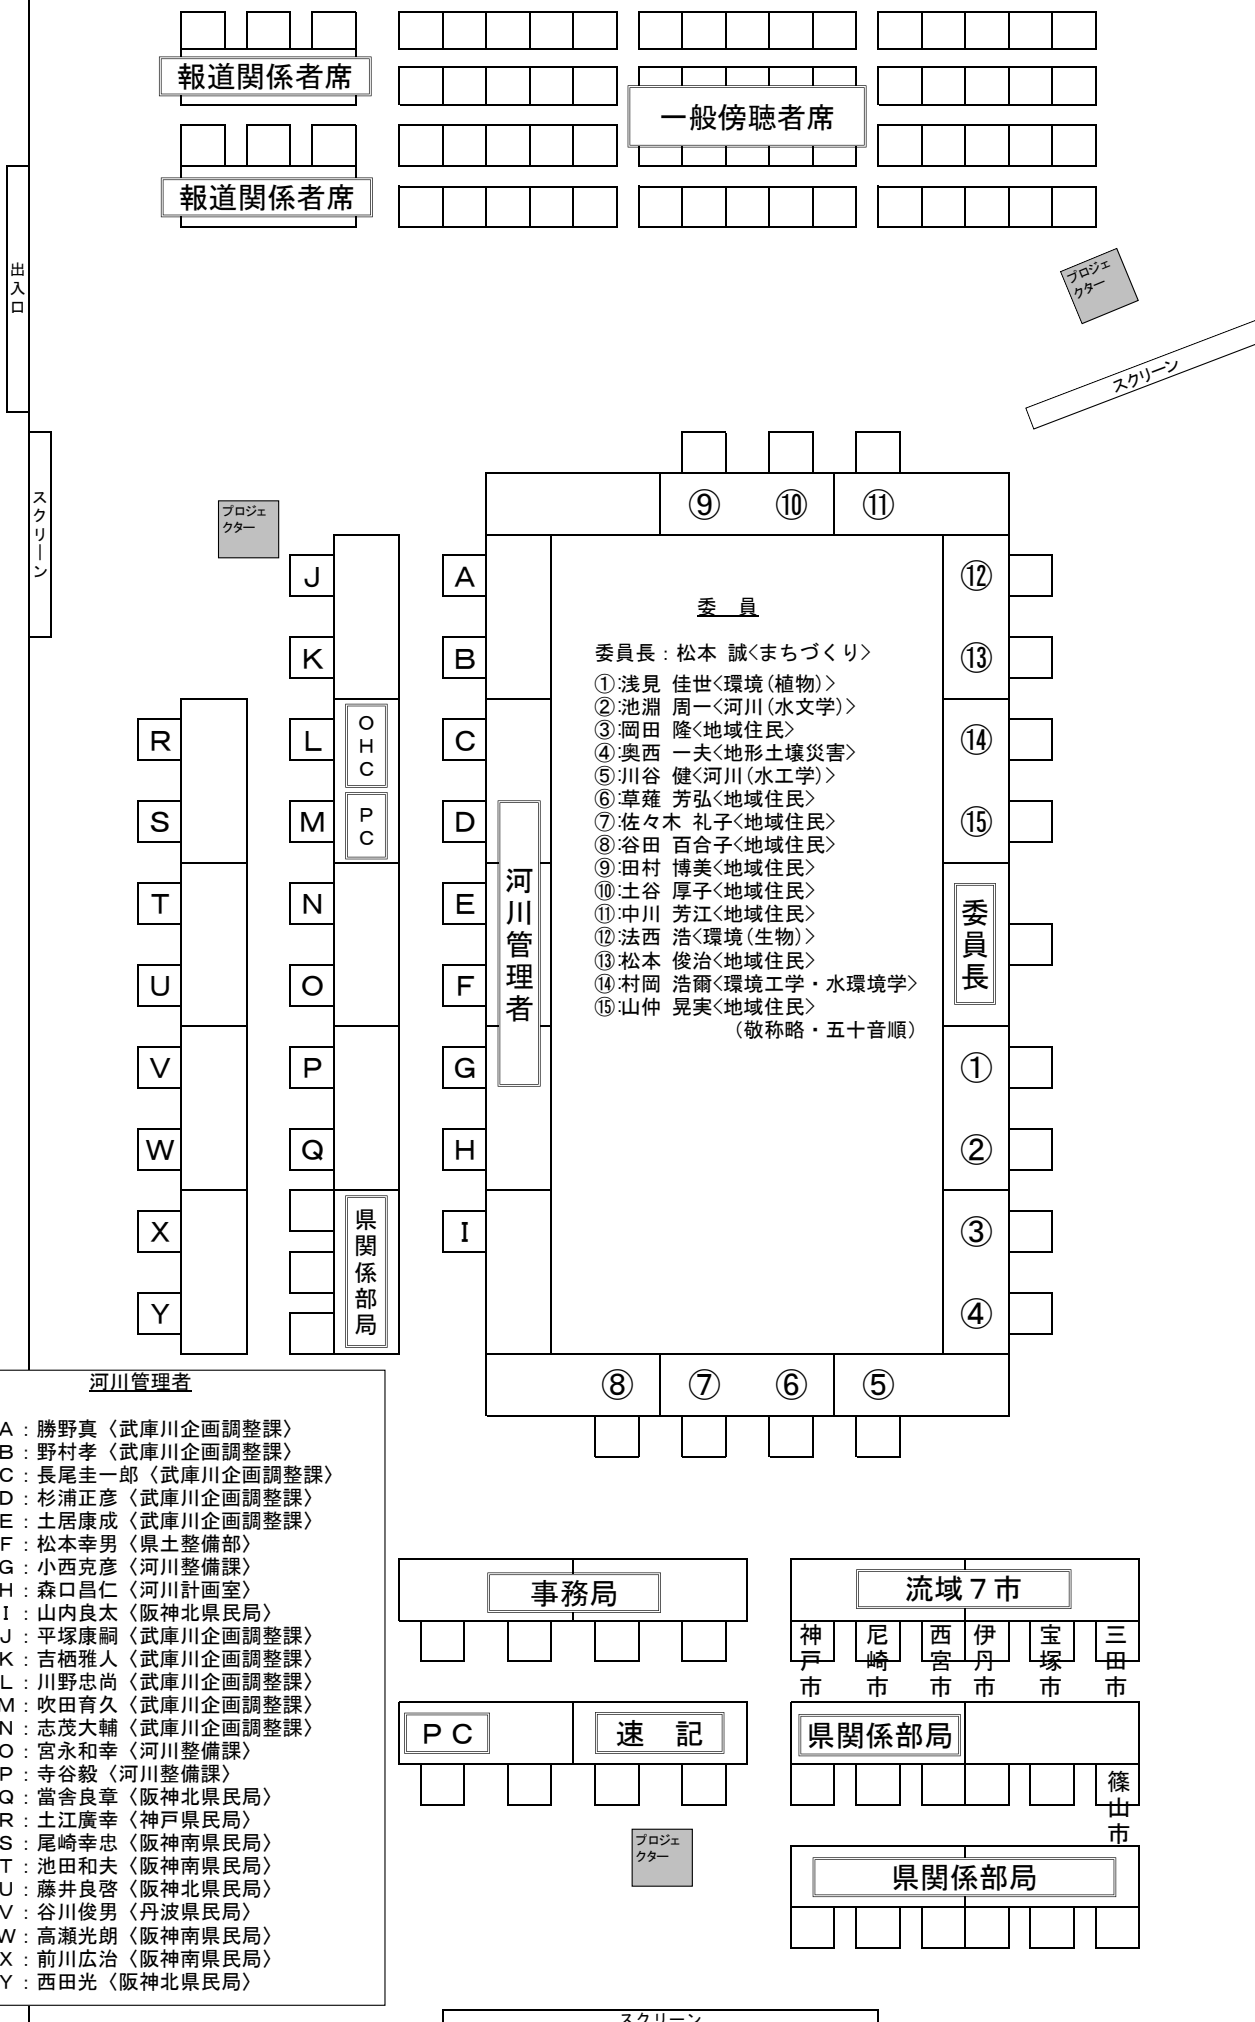 報道関係者席
一般傍聴者席
報道関係者席
出入口
プロジェ
クター
スクリーン
スクリーン
プロジェ
クター
⑨
⑩
⑪
J
K
L
M
N
O
P
Q
R
S
T
U
V
W
X
Y
OHC
PC
県関係部局
A
B
C
D
E
F
G
H
I
河川管理者
委　員
委員長：松本 誠<まちづくり>
①:浅見 佳世<環境(植物)>
②:池淵 周一<河川(水文学)>
③:岡田 隆<地域住民>
④:奥西 一夫<地形土壌災害>
⑤:川谷 健<河川(水工学)>
⑥:草薙 芳弘<地域住民>
⑦:佐々木 礼子<地域住民>
⑧:谷田 百合子<地域住民>
⑨:田村 博美<地域住民>
⑩:土谷 厚子<地域住民>
⑪:中川 芳江<地域住民>
⑫:法西 浩<環境(生物)>
⑬:松本 俊治<地域住民>
⑭:村岡 浩爾<環境工学・水環境学>
⑮:山仲 晃実<地域住民>
（敬称略・五十音順）
⑫
⑬
⑭
⑮
委員長
①
②
③
④
⑧
⑦
⑥
⑤
河川管理者
A：勝野真〈武庫川企画調整課〉
B：野村孝〈武庫川企画調整課〉
C：長尾圭一郎〈武庫川企画調整課〉
D：杉浦正彦〈武庫川企画調整課〉
E：土居康成〈武庫川企画調整課〉
F：松本幸男〈県土整備部〉
G：小西克彦〈河川整備課〉
H：森口昌仁〈河川計画室〉
I：山内良太〈阪神北県民局〉
J：平塚康嗣〈武庫川企画調整課〉
K：吉栖雅人〈武庫川企画調整課〉
L：川野忠尚〈武庫川企画調整課〉
M：吹田育久〈武庫川企画調整課〉
N：志茂大輔〈武庫川企画調整課〉
O：宮永和幸〈河川整備課〉
P：寺谷毅〈河川整備課〉
Q：當舎良章〈阪神北県民局〉
R：土江廣幸〈神戸県民局〉
S：尾崎幸忠〈阪神南県民局〉
T：池田和夫〈阪神南県民局〉
U：藤井良啓〈阪神北県民局〉
V：谷川俊男〈丹波県民局〉
W：高瀬光朗〈阪神南県民局〉
X：前川広治〈阪神南県民局〉
Y：西田光〈阪神北県民局〉
事務局
流域７市
神戸市
尼崎市
西宮市
伊丹市
宝塚市
三田市
ＰＣ
速　記
県関係部局
篠山市
プロジェ
クター
県関係部局
スクリーン